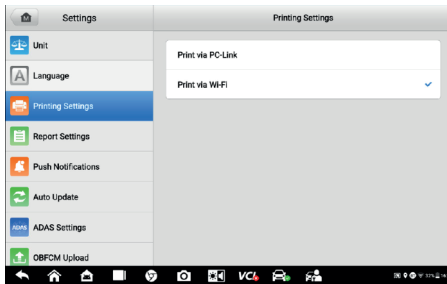 Settings
Printing Settings
Unit
Language
Printing Settings
Report Settings
Push Notifications
Auto Update
ADAS Settings
OBFCM Upload
Print via PC-Link
Print via Wi-Fi
A
ADAS
VCI